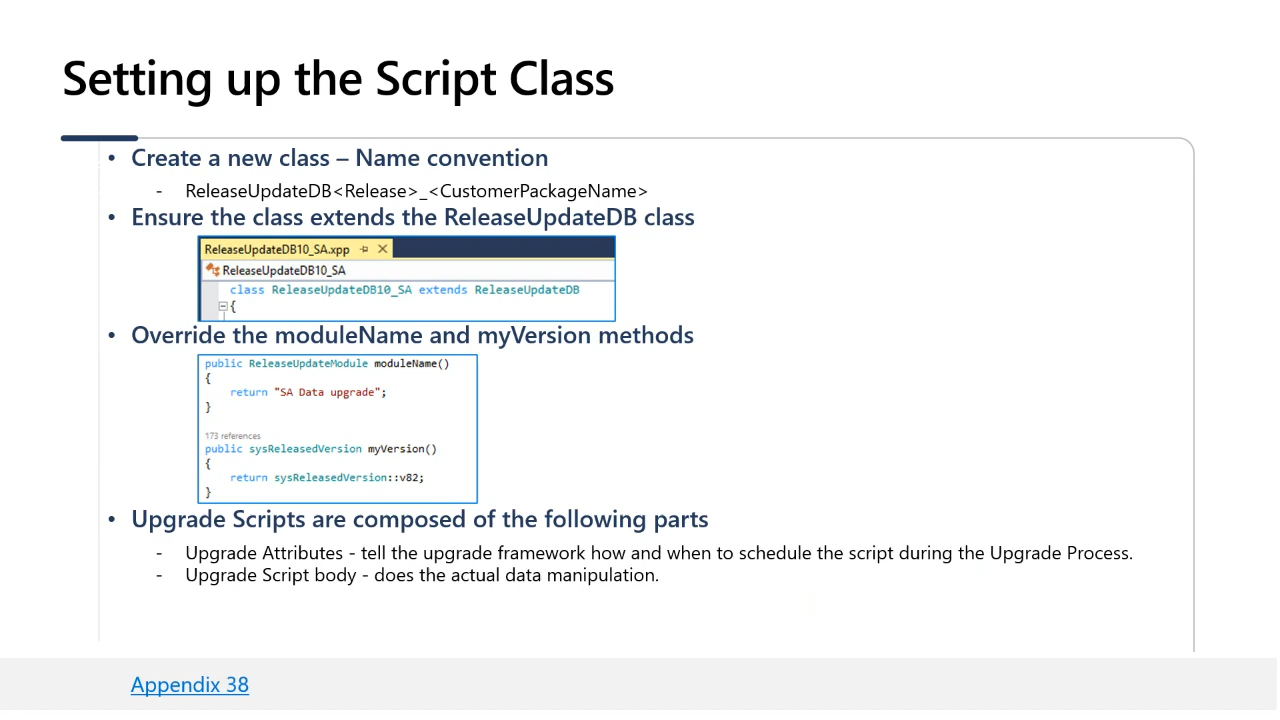 Setting up the Script Class
• Create a new class – Name convention
- ReleaseUpdateDB<Release>_<CustomerPackageName>
• Ensure the class extends the ReleaseUpdateDB class
ReleaseUpdateDB10_SA.xpp
ReleaseUpdateDB10_SA
class ReleaseUpdateDB10_SA extends ReleaseUpdateDB
{
• Override the moduleName and myVersion methods
public ReleaseUpdateModule moduleName()
{
return "SA Data upgrade";
}
173 references
public sysReleasedVersion myVersion()
{
return sysReleasedVersion::v82;
}
• Upgrade Scripts are composed of the following parts
- Upgrade Attributes - tell the upgrade framework how and when to schedule the script during the Upgrade Process.
- Upgrade Script body - does the actual data manipulation.
Appendix 38